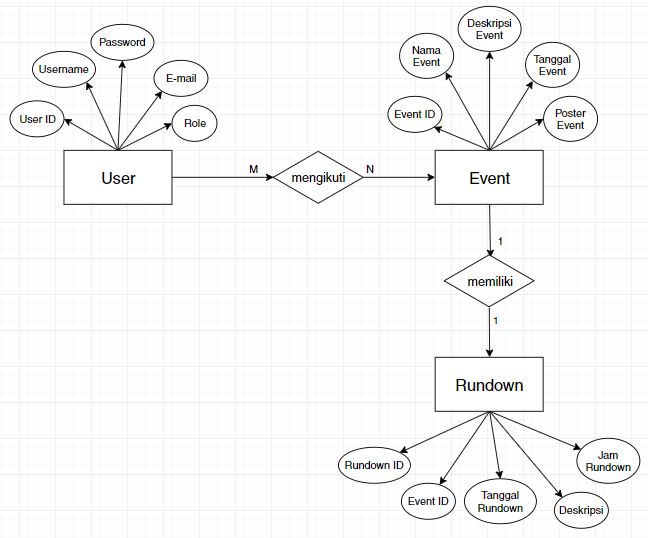 Password
Username
E-mail
User ID
Role
User
M
mengikuti
N
Deskripsi
Event
Nama
Event
Tanggal
Event
Event ID
Poster
Event
Event
1
memiliki
1
Rundown
Rundown ID
Event ID
Tanggal
Rundown
Deskripsi
Jam
Rundown